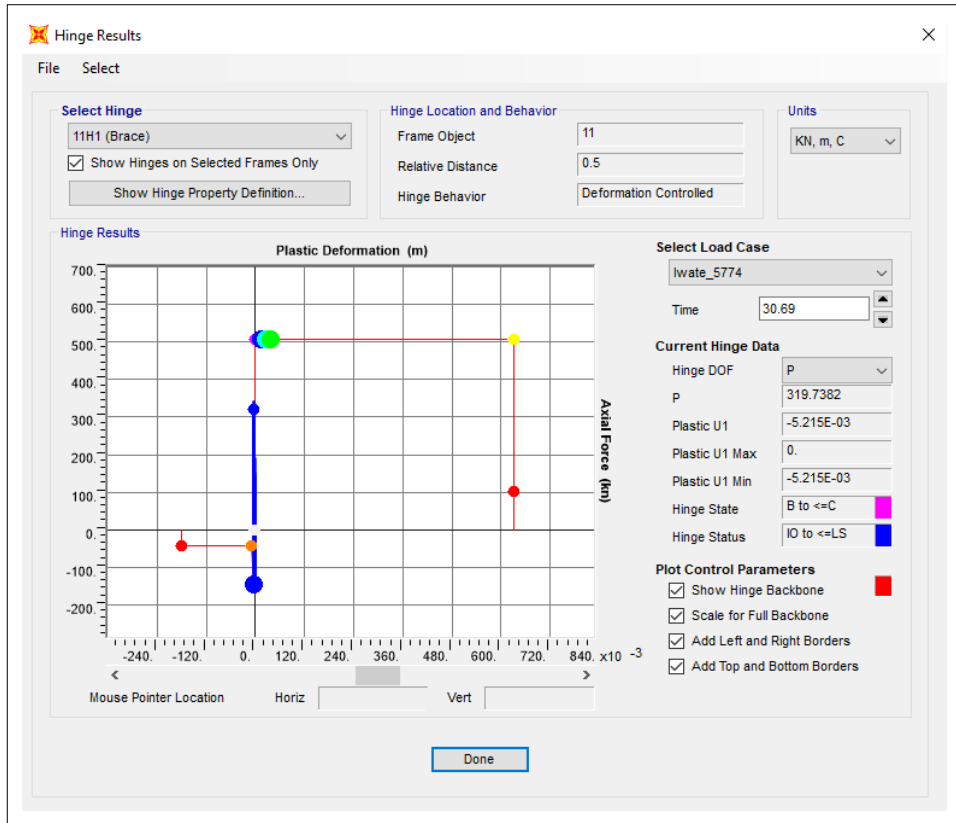 Hinge Results
File Select
Select Hinge
11H1 (Brace)
Show Hinges on Selected Frames Only
Show Hinge Property Definition...
Hinge Location and Behavior
Frame Object 11
Relative Distance 0.5
Hinge Behavior Deformation Controlled
Units
KN, m, C
Hinge Results
Plastic Deformation (m)
700.
600.
500.
400.
300.
200.
100.
0.
-100.
-200.
Axial Force (kn)
-240. -120. 0. 120. 240. 360. 480. 600. 720. 840. x10 -3
< >
Mouse Pointer Location Horiz Vert
Select Load Case
Iwate_5774
Time 30.69
Current Hinge Data
Hinge DOF P
P 319.7382
Plastic U1 -5.215E-03
Plastic U1 Max 0.
Plastic U1 Min -5.215E-03
Hinge State B to <=C
Hinge Status IO to <=LS
Plot Control Parameters
Show Hinge Backbone
Scale for Full Backbone
Add Left and Right Borders
Add Top and Bottom Borders
Done